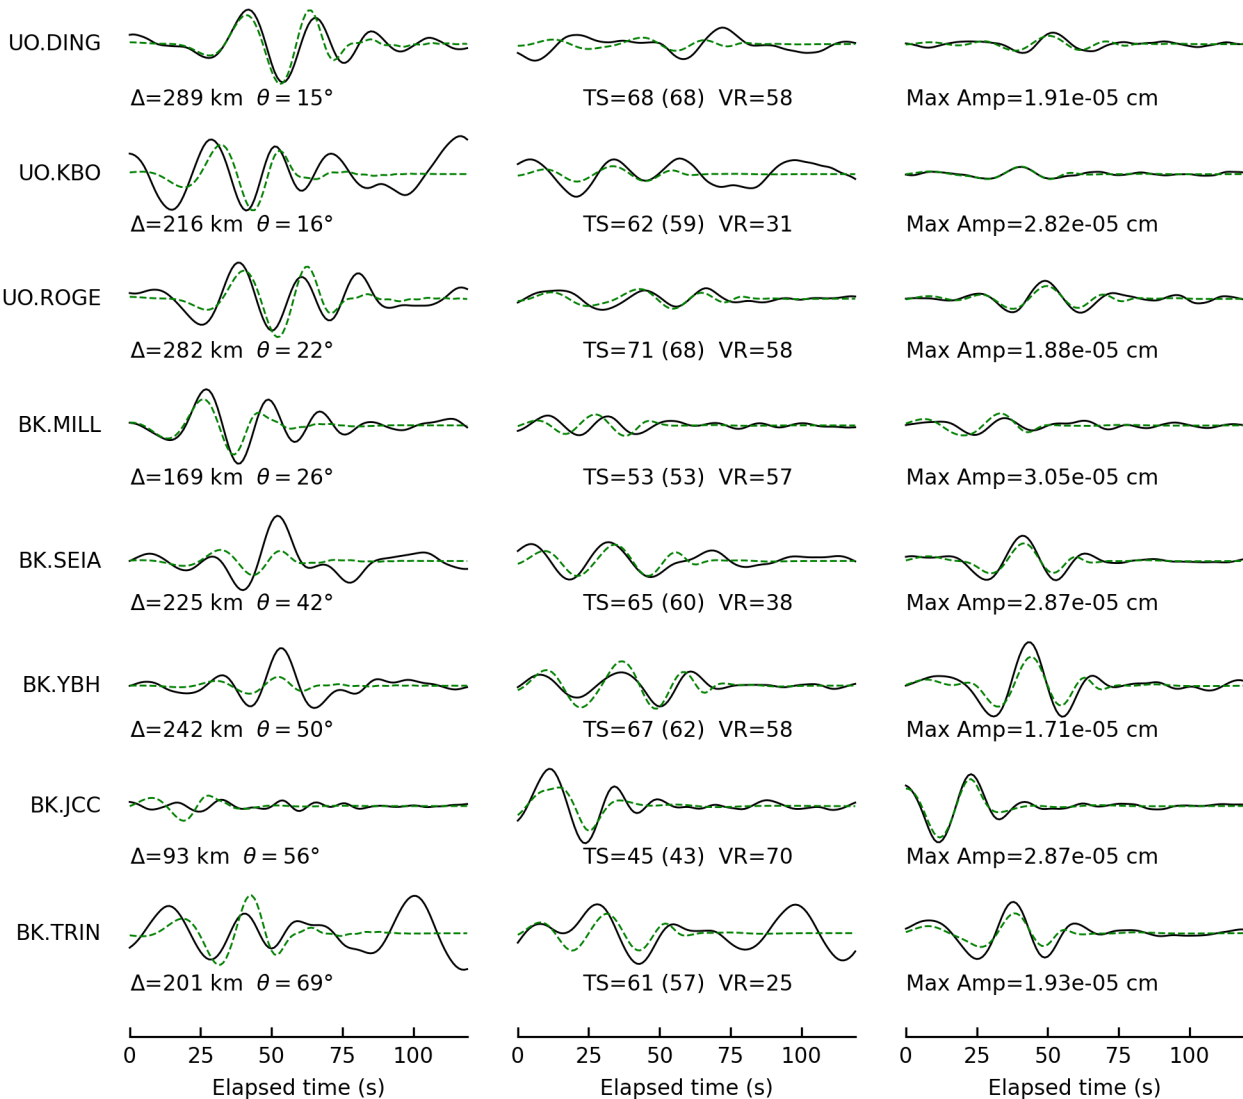 UO.DING
Δ=289 km θ = 15° TS=68 (68) VR=58 Max Amp=1.91e-05 cm
UO.KBO
Δ=216 km θ = 16° TS=62 (59) VR=31 Max Amp=2.82e-05 cm
UO.ROGE
Δ=282 km θ = 22° TS=71 (68) VR=58 Max Amp=1.88e-05 cm
BK.MILL
Δ=169 km θ = 26° TS=53 (53) VR=57 Max Amp=3.05e-05 cm
BK.SEIA
Δ=225 km θ = 42° TS=65 (60) VR=38 Max Amp=2.87e-05 cm
BK.YBH
Δ=242 km θ = 50° TS=67 (62) VR=58 Max Amp=1.71e-05 cm
BK.JCC
Δ=93 km θ = 56° TS=45 (43) VR=70 Max Amp=2.87e-05 cm
BK.TRIN
Δ=201 km θ = 69° TS=61 (57) VR=25 Max Amp=1.93e-05 cm
0 25 50 75 100 0 25 50 75 100 0 25 50 75 100
Elapsed time (s) Elapsed time (s) Elapsed time (s)